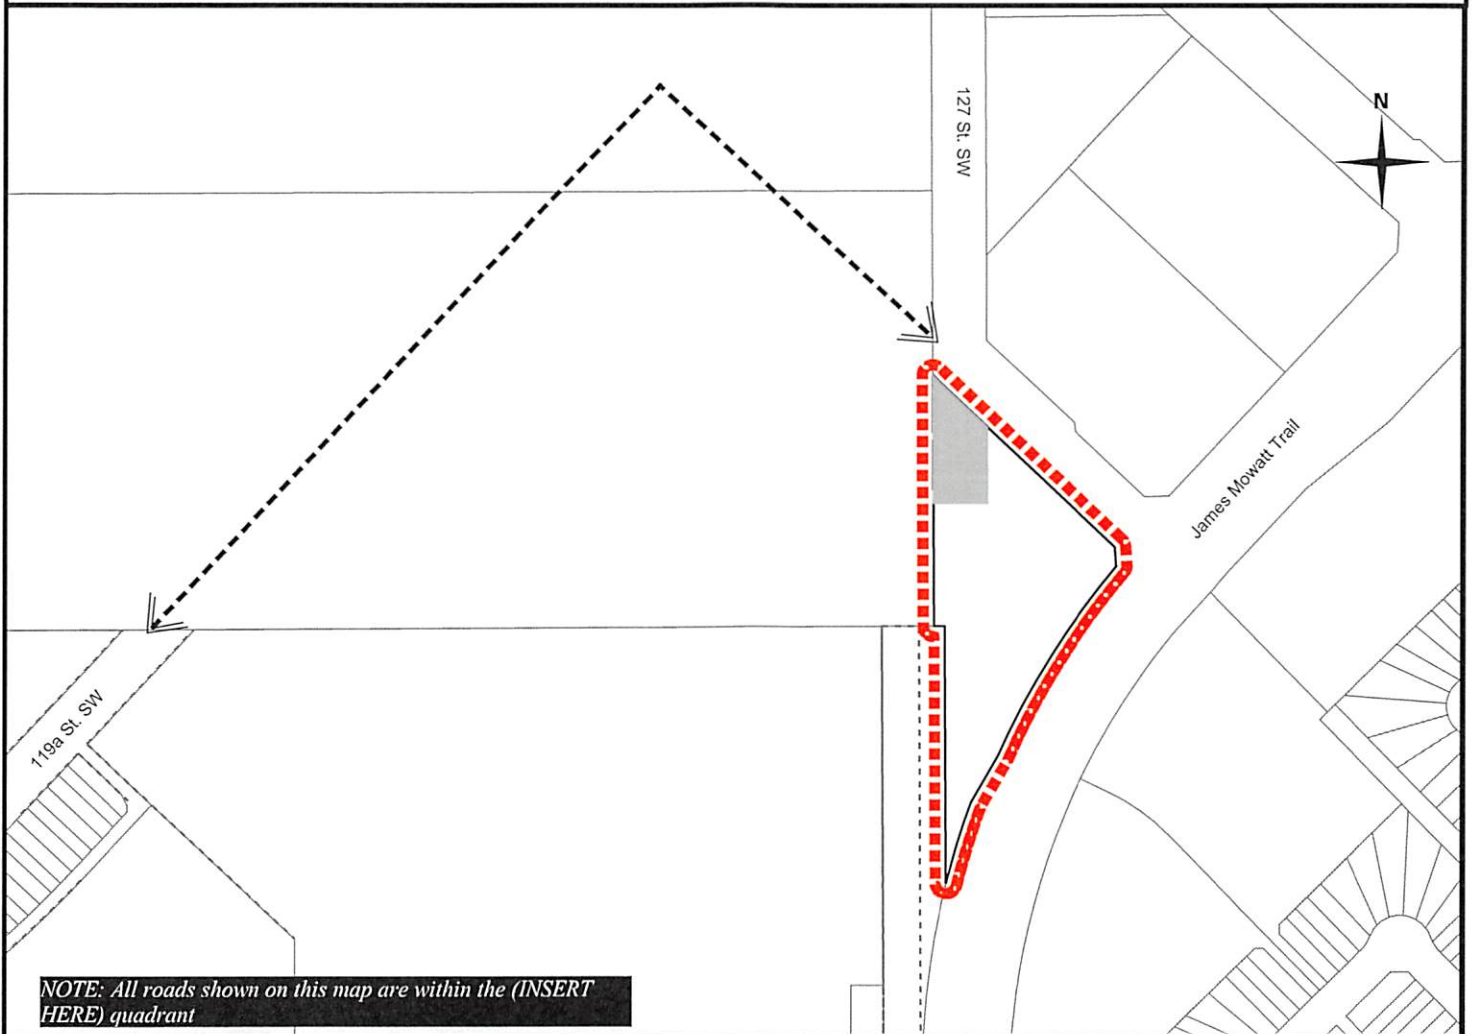 127 St. SW
N
James Mowatt Trail
119a St. SW
NOTE: All roads shown on this map are within the (INSERT
HERE) quadrant